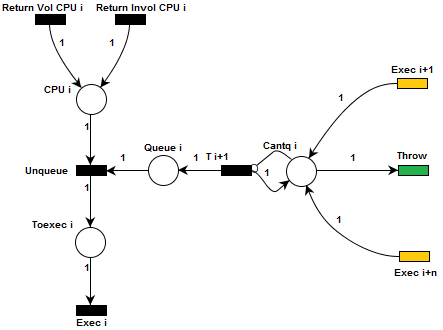 Return Vol CPU i Return Invol CPU i
1 1
Exec i+1
CPU i
1
1
Queue i T i+1 Cantq i
1 1 1 Throw
Unqueue 1
1
Toexec i 1
1
Exec i+n
Exec i